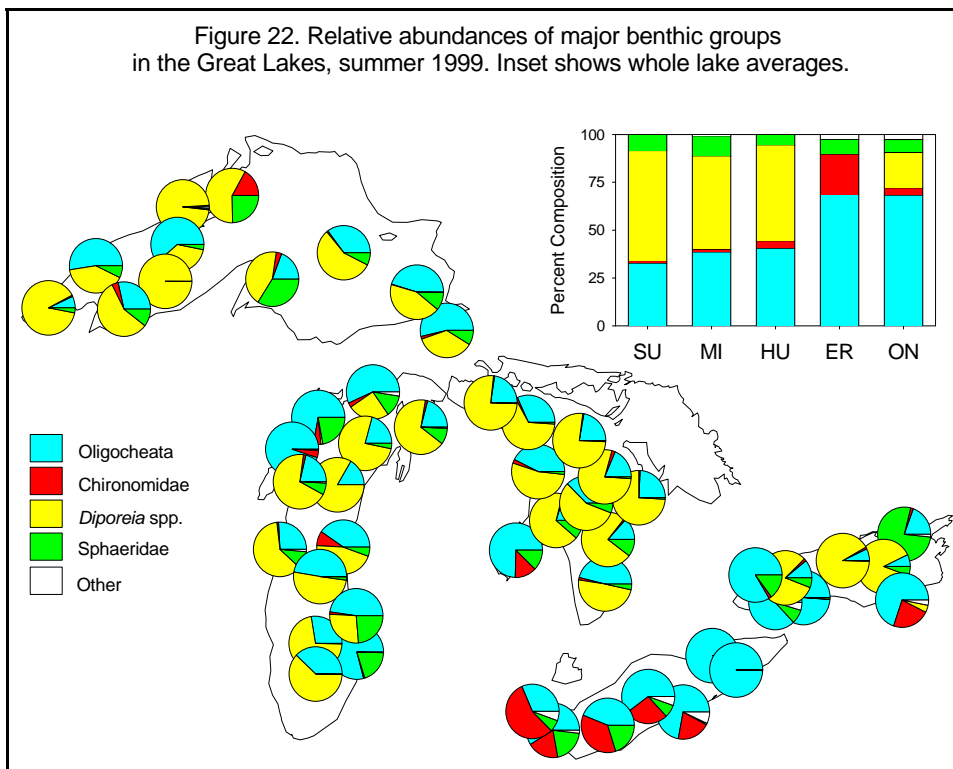 Figure 22. Relative abundances of major benthic groups
in the Great Lakes, summer 1999. Inset shows whole lake averages.
100
75
50
25
0
Percent Composition
SU MI HU ER ON
Oligocheata
Chironomidae
Diporeia spp.
Sphaeridae
Other